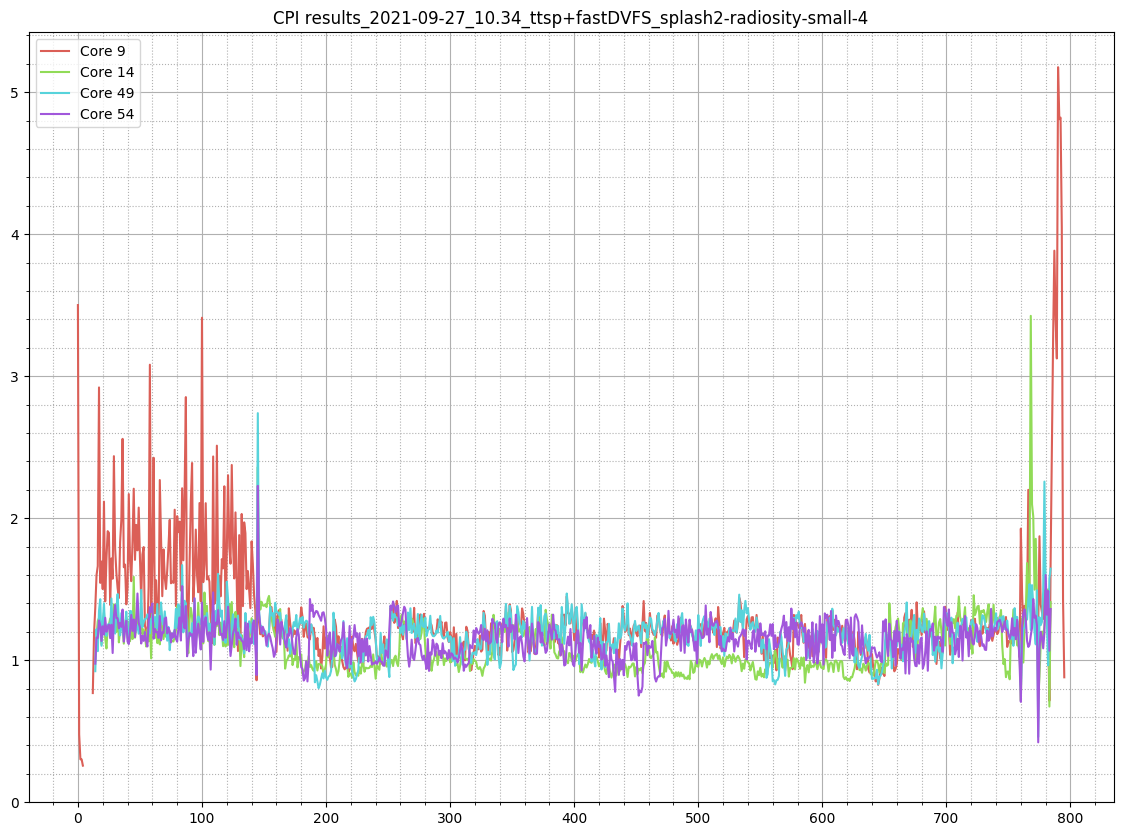 CPI results_2021-09-27_10.34_ttsp+fastDVFS_splash2-radiosity-small-4
Core 9
Core 14
Core 49
Core 54
5
4
3
2
1
0
0 100 200 300 400 500 600 700 800